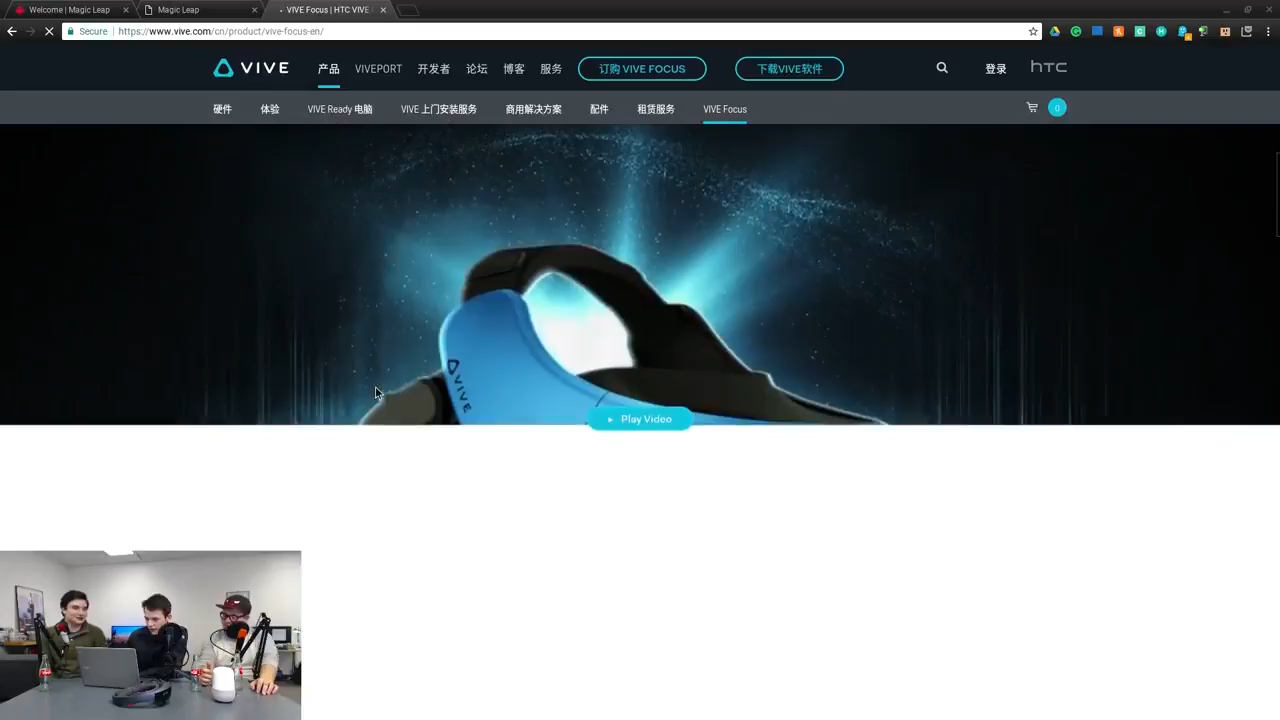 Welcome | Magic Leap
Magic Leap
VIVE Focus | HTC VIVE
Secure
https://www.vive.com/cn/product/vive-focus-en/
VIVE
产品
VIVEPORT
开发者
论坛
博客
服务
订购 VIVE FOCUS
下载VIVE软件
登录
hTC
硬件
体验
VIVE Ready 电脑
VIVE 上门安装服务
商用解决方案
配件
租赁服务
VIVE Focus
0
VIVE
Play Video